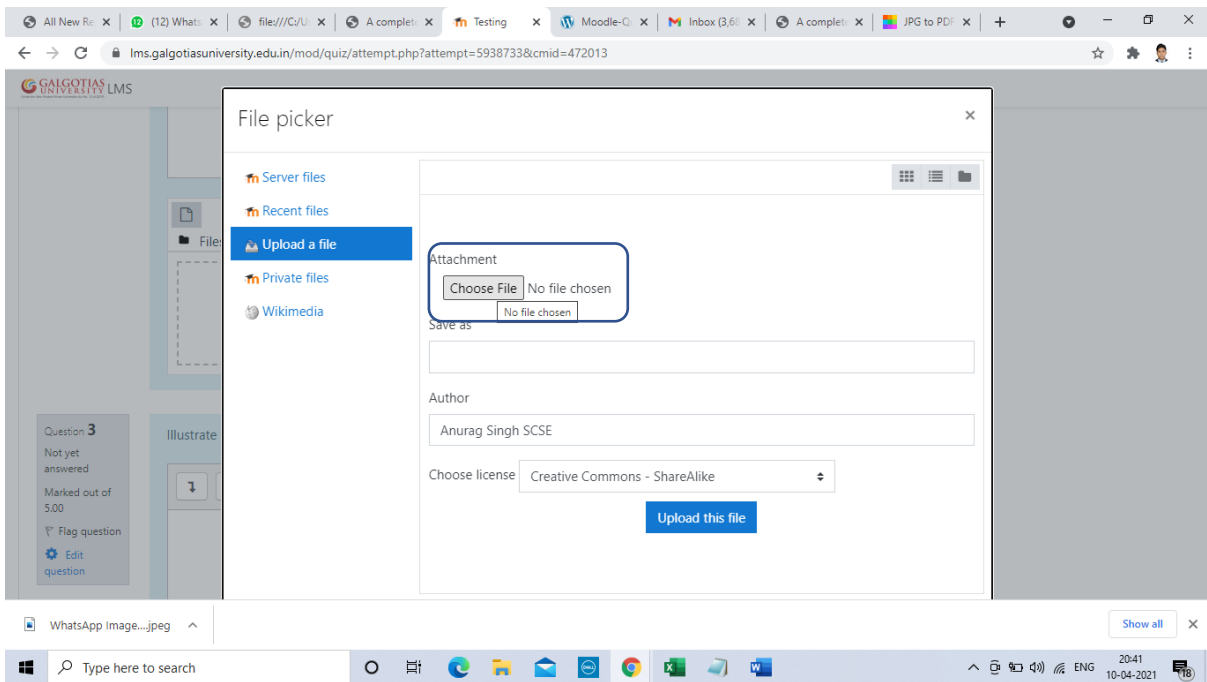 All New Re
(12) Whats
file:///C:/U
A complet
Testing
Moodle-Q
Inbox (3,68
A complet
JPG to PDF
lms.galgotiasuniversity.edu.in/mod/quiz/attempt.php?attempt=5938733&cmid=472013
GALGOTIAS
UNIVERSITY LMS
File picker
Server files
Recent files
Files
Upload a file
Private files
Wikimedia
Attachment
Choose File No file chosen
No file chosen
Save as
Author
Anurag Singh SCSE
Choose license Creative Commons - ShareAlike
Upload this file
Question 3
Not yet
answered
Marked out of
5.00
Flag question
Edit
question
Illustrate
WhatsApp Image....jpeg
Show all
Type here to search
DELL
ENG
20:41
10-04-2021
18